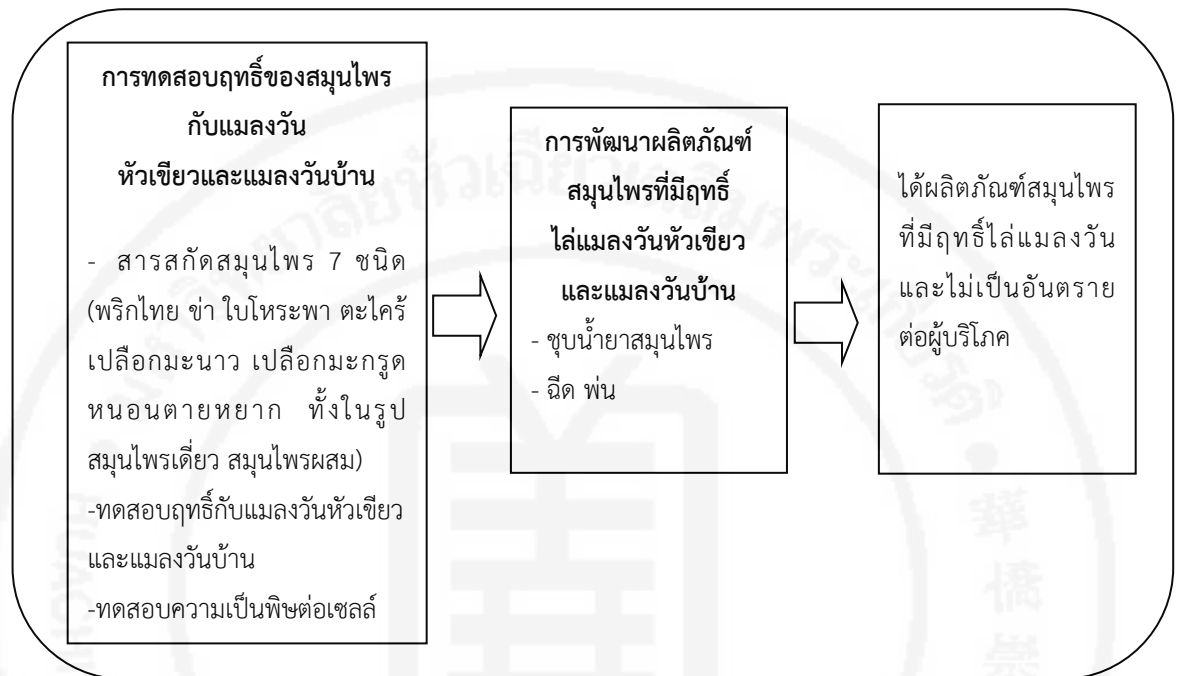 การทดสอบฤทธิ์ของสมุนไพร
กับแมลงวัน
หัวเขียวและแมลงวันบ้าน
- สารสกัดสมุนไพร 7 ชนิด
(พริกไทย ข่า ใบโหระพา ตะไคร้
เปลือกมะนาว เปลือกมะกรูด
หนอนตายหยาก ทั้งในรูป
สมุนไพรเดี่ยว สมุนไพรผสม)
-ทดสอบฤทธิ์กับแมลงวันหัวเขียว
และแมลงวันบ้าน
-ทดสอบความเป็นพิษต่อเซลล์
การพัฒนาผลิตภัณฑ์
สมุนไพรที่มีฤทธิ์
ไล่แมลงวันหัวเขียว
และแมลงวันบ้าน
- ชุบน้ำยาสมุนไพร
- ฉีด พ่น
ได้ผลิตภัณฑ์สมุนไพร
ที่มีฤทธิ์ไล่แมลงวัน
และไม่เป็นอันตราย
ต่อผู้บริโภค
華
僑
崇